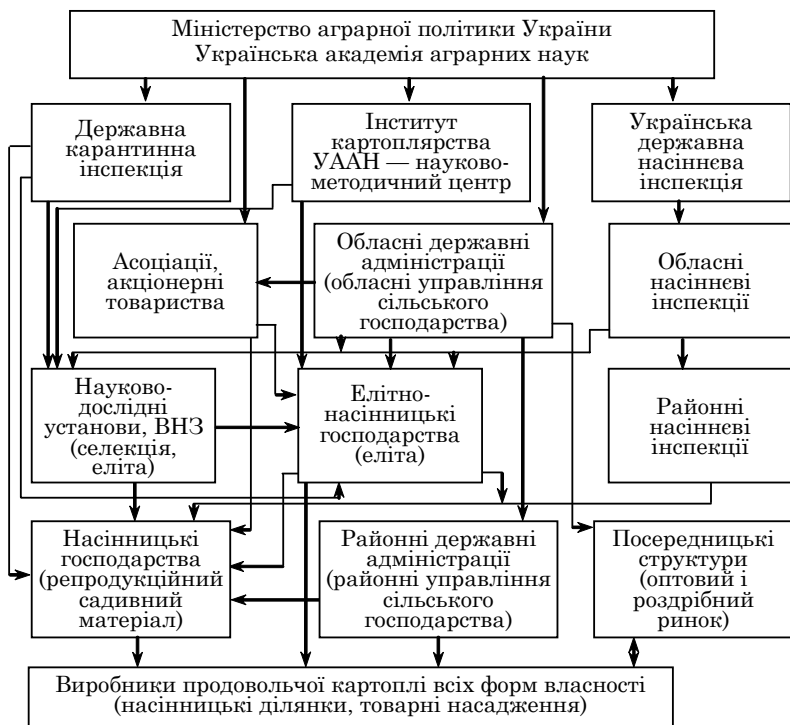 Міністерство аграрної політики України
Українська академія аграрних наук
Державна
карантинна
інспекція
Інститут
картоплярства
УААН — науково-
методичний центр
Українська
державна
насіннєва
інспекція
Асоціації,
акціонерні
товариства
Обласні державні
адміністрації
(обласні управління
сільського
господарства)
Обласні
насіннєві
інспекції
Науково-
дослідні
установи, ВНЗ
(селекція,
еліта)
Елітно-
насінницькі
господарства
(еліта)
Районні
насіннєві
інспекції
Насінницькі
господарства
(репродукційний
садивний
матеріал)
Районні державні
адміністрації
(районні управління
сільського
господарства)
Посередницькі
структури
(оптовий і
роздрібний
ринок)
Виробники продовольчої картоплі всіх форм власності
(насінницькі ділянки, товарні насадження)